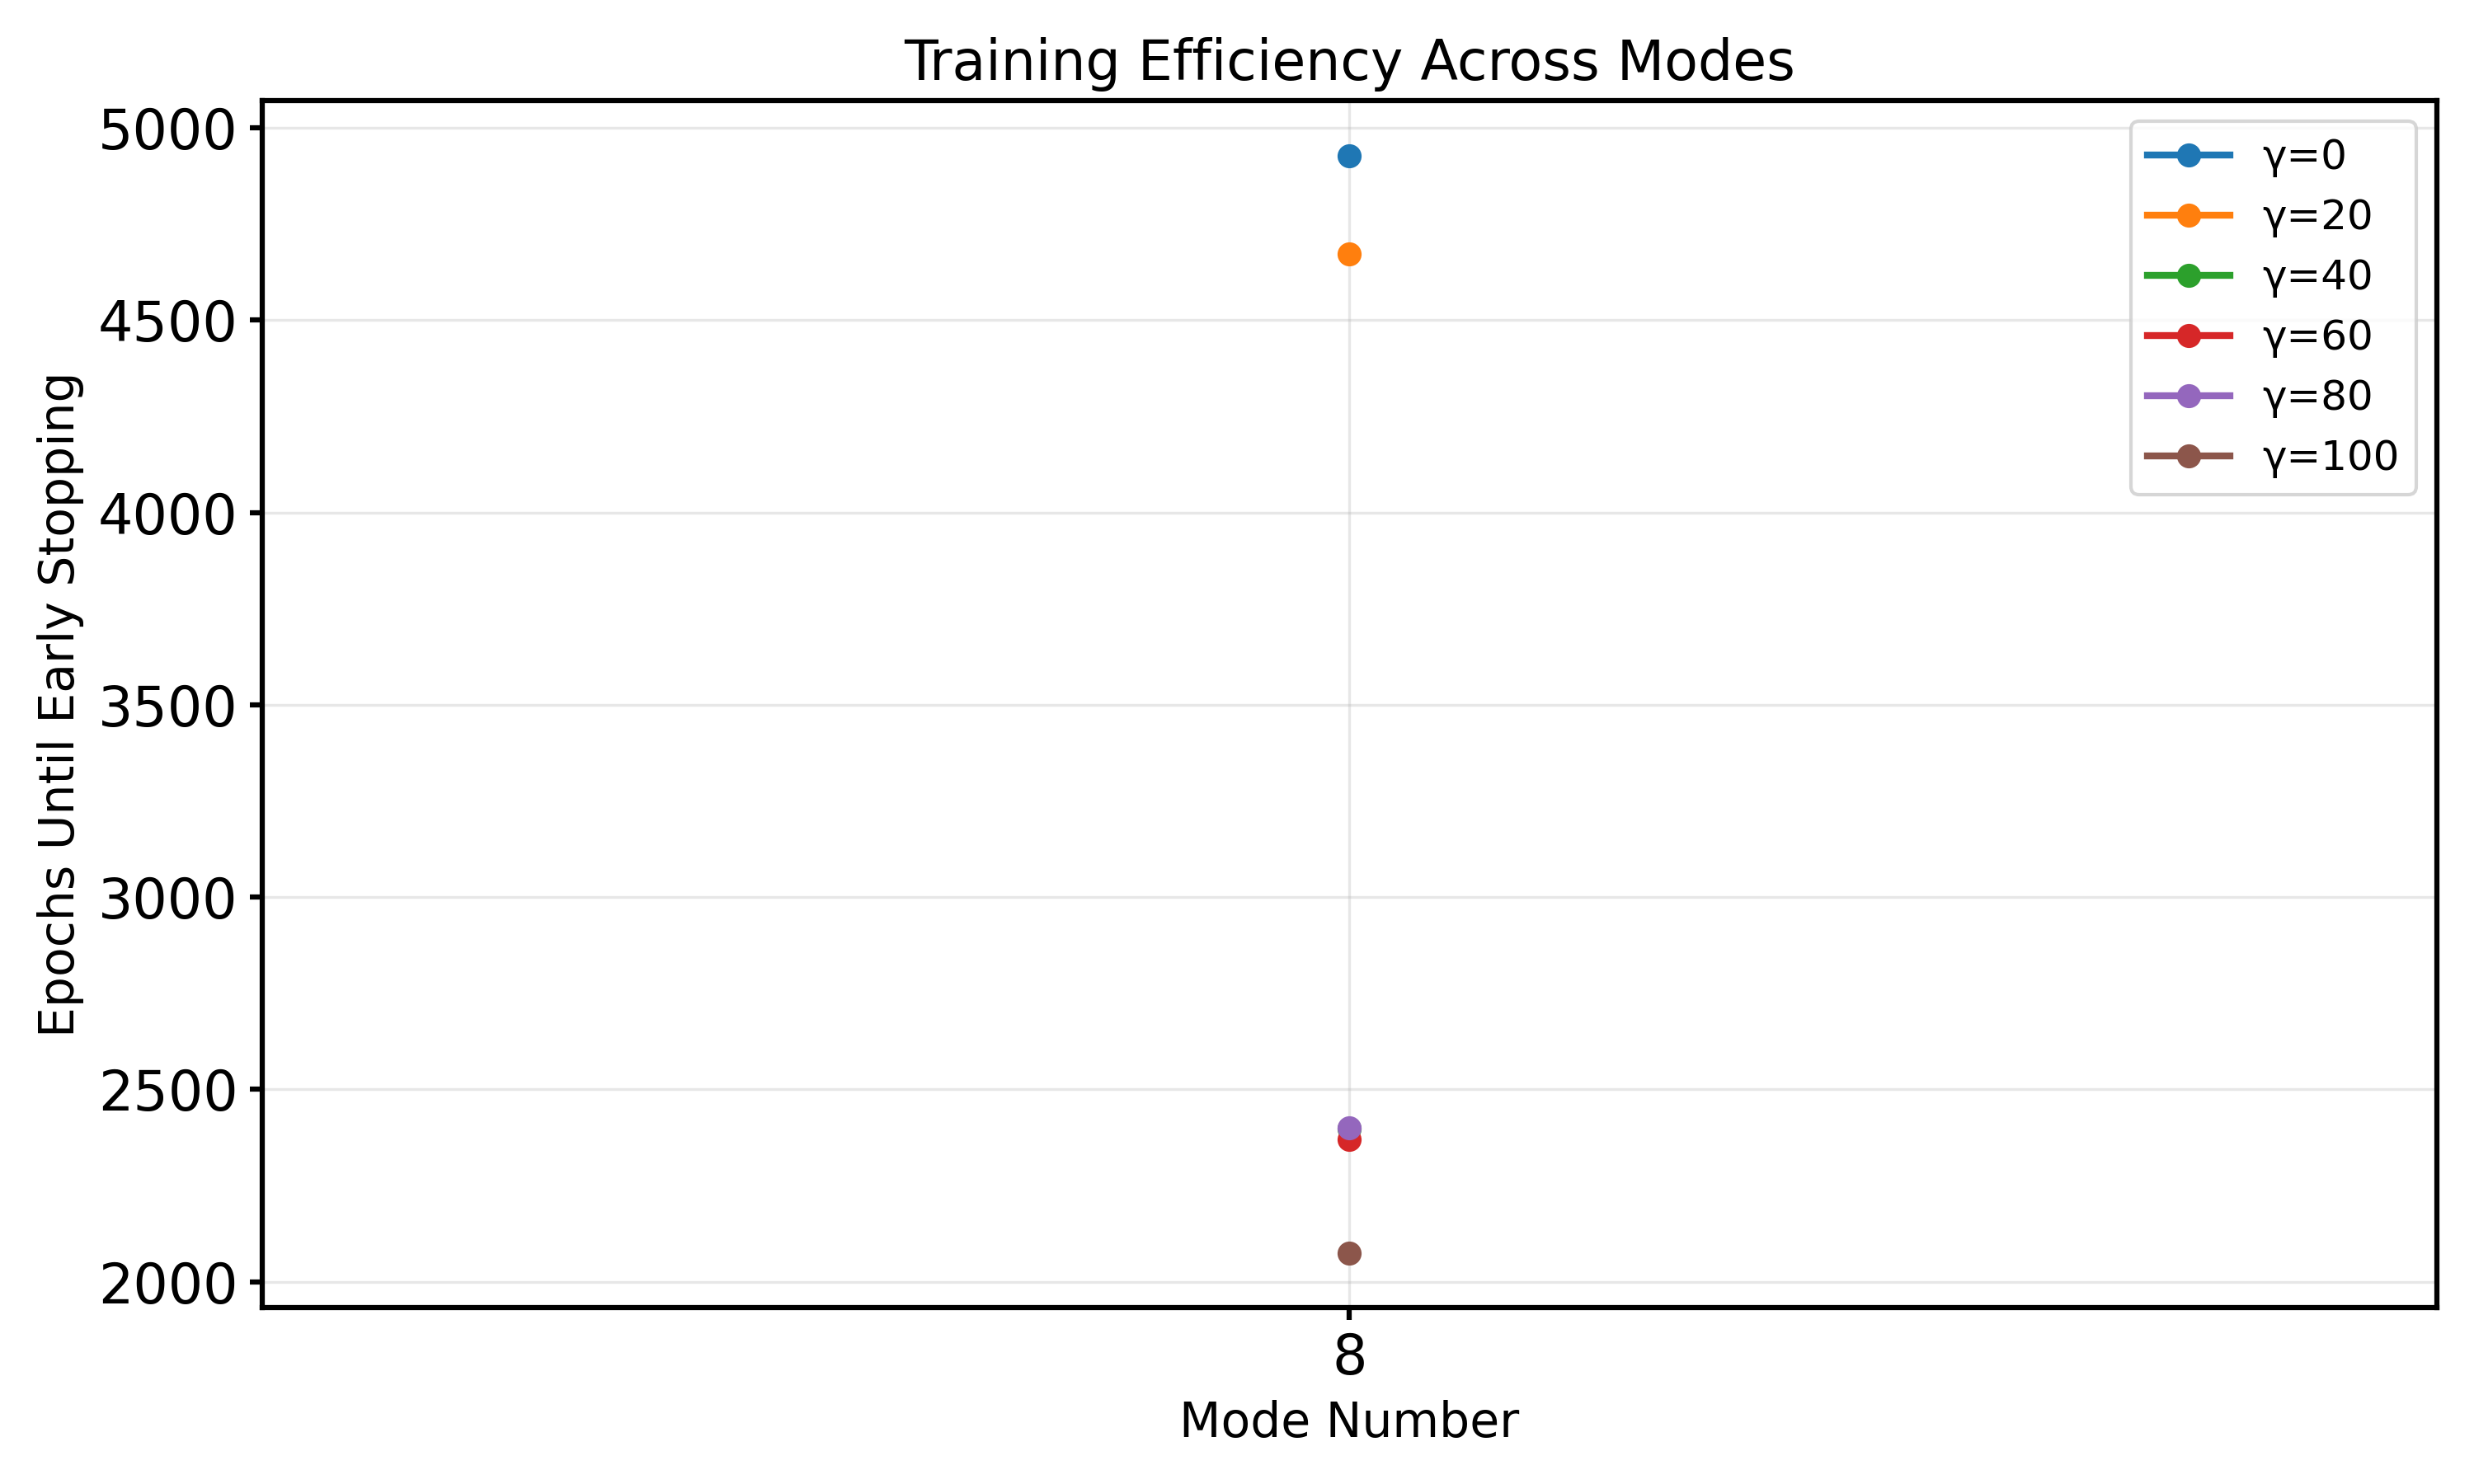 Training Efficiency Across Modes
Epochs Until Early Stopping
5000
4500
4000
3500
3000
2500
2000
γ=0
γ=20
γ=40
γ=60
γ=80
γ=100
8
Mode Number